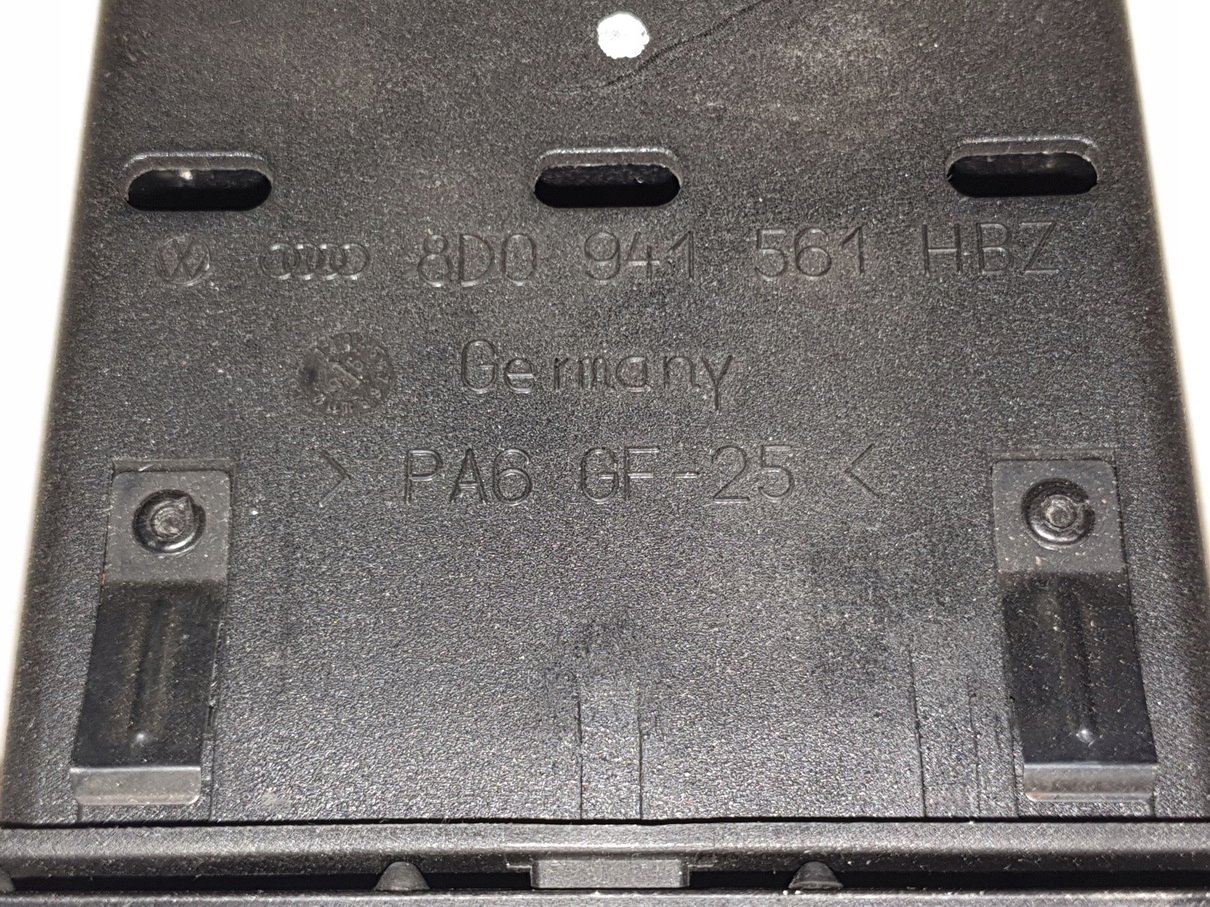 8D0 941 561 HBZ
Germany
> PA6 GF-25 <